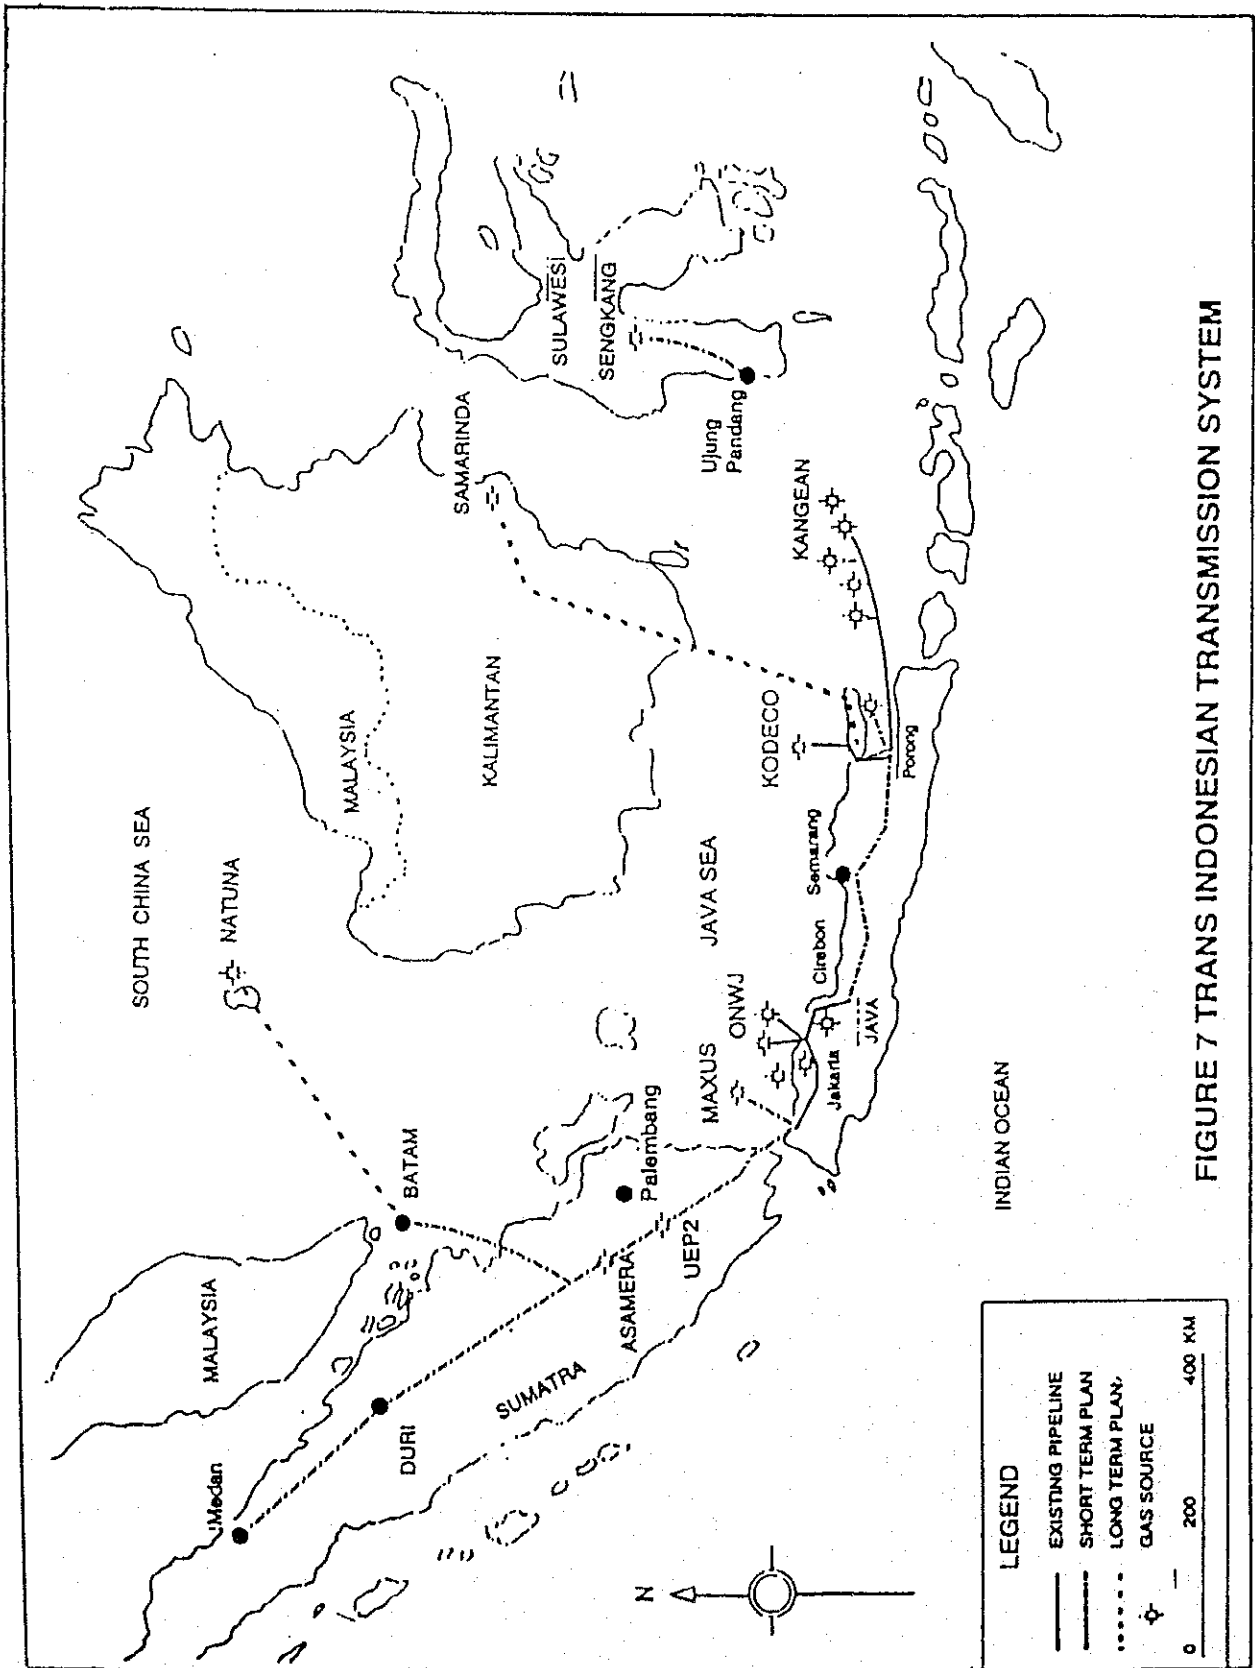 SOUTH CHINA SEA
MALAYSIA
NATUNA
Medan
BATAM
MALAYSIA
DURI
SAMARINDA
KALIMANTAN
SULAWESI
SENGKANG
SUMATRA
ASAMERA
Palembang
UEP2
JAVA SEA
Ujung
Pandang
MAXUS
ONWJ
KODECO
KANGEAN
Cirebon
Semarang
Jakarta
JAVA
Porong
INDIAN OCEAN
N
LEGEND
EXISTING PIPELINE
SHORT TERM PLAN
LONG TERM PLAN
GAS SOURCE
0 200 400 KM
FIGURE 7 TRANS INDONESIAN TRANSMISSION SYSTEM